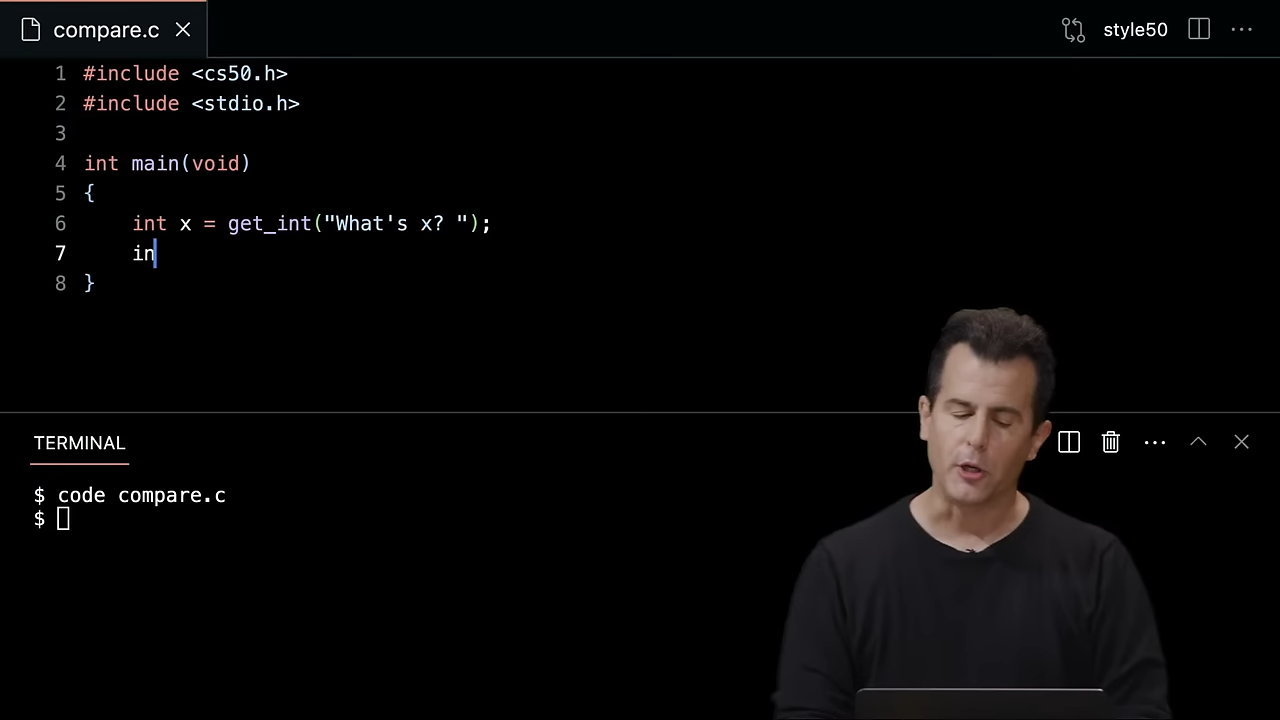 compare.c
style50
1 #include <cs50.h>
2 #include <stdio.h>
3
4 int main(void)
5 {
6     int x = get_int("What's x? ");
7     in
8 }
TERMINAL
$ code compare.c
$